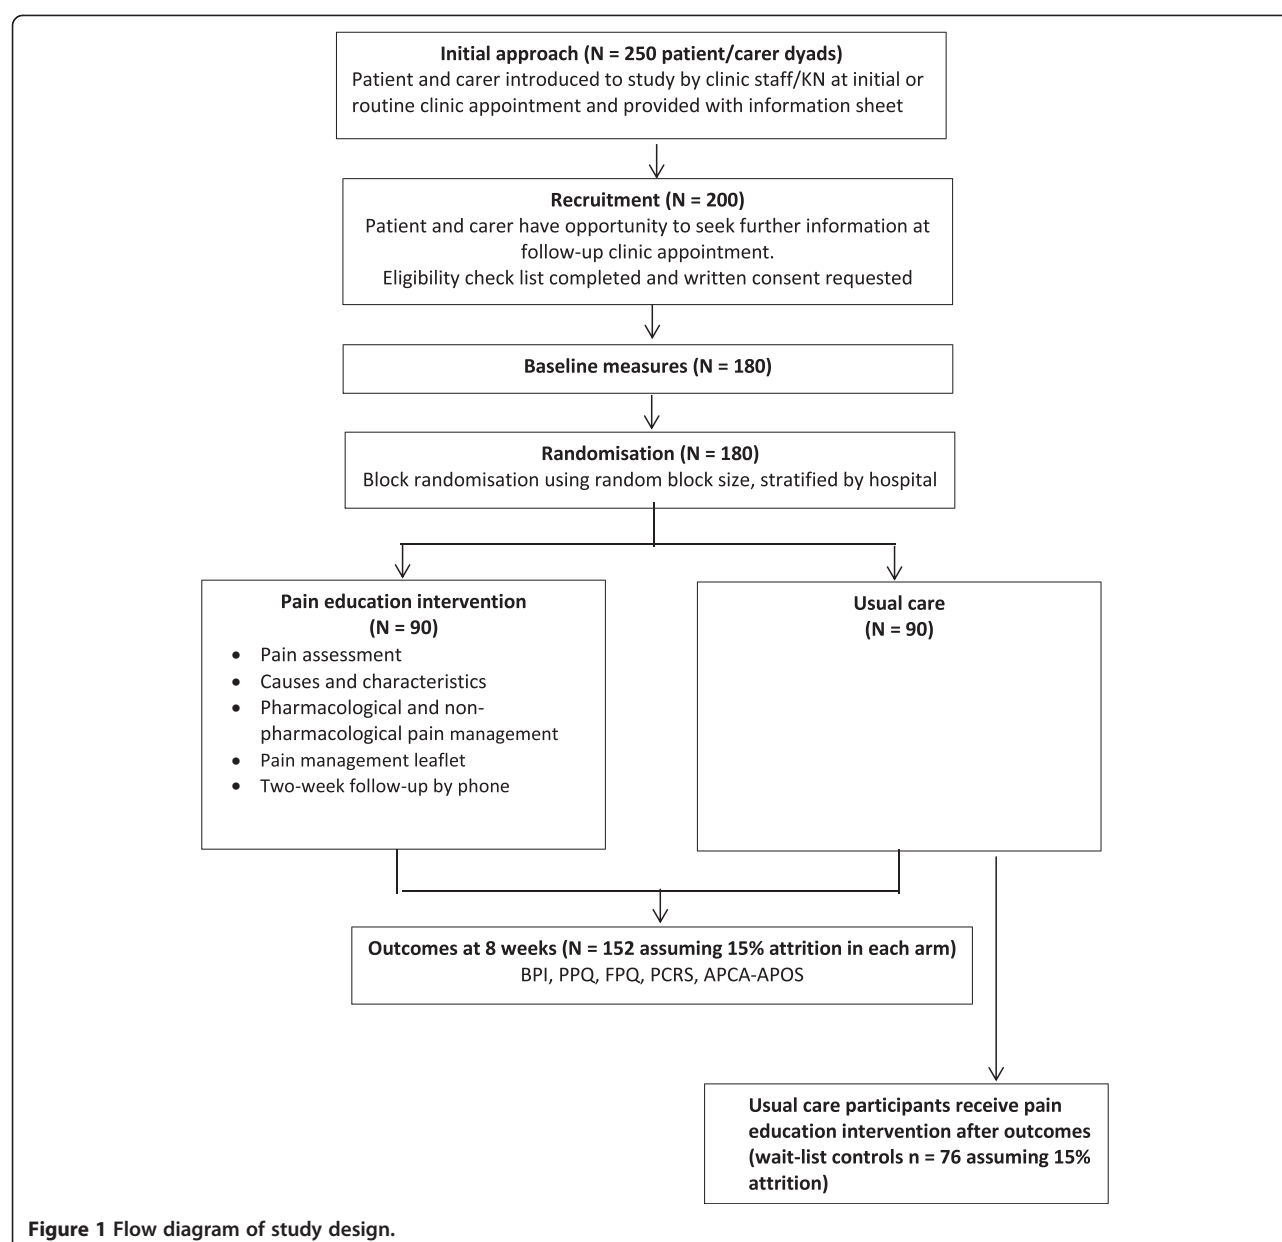 Initial approach (N = 250 patient/carer dyads)
Patient and carer introduced to study by clinic staff/KN at initial or
routine clinic appointment and provided with information sheet
Recruitment (N = 200)
Patient and carer have opportunity to seek further information at
follow-up clinic appointment.
Eligibility check list completed and written consent requested
Baseline measures (N = 180)
Randomisation (N = 180)
Block randomisation using random block size, stratified by hospital
Pain education intervention
(N = 90)
• Pain assessment
• Causes and characteristics
• Pharmacological and non-
pharmacological pain management
• Pain management leaflet
• Two-week follow-up by phone
Usual care
(N = 90)
Outcomes at 8 weeks (N = 152 assuming 15% attrition in each arm)
BPI, PPQ, FPQ, PCRS, APCA-APOS
Usual care participants receive pain
education intervention after outcomes
(wait-list controls n = 76 assuming 15%
attrition)
Figure 1 Flow diagram of study design.